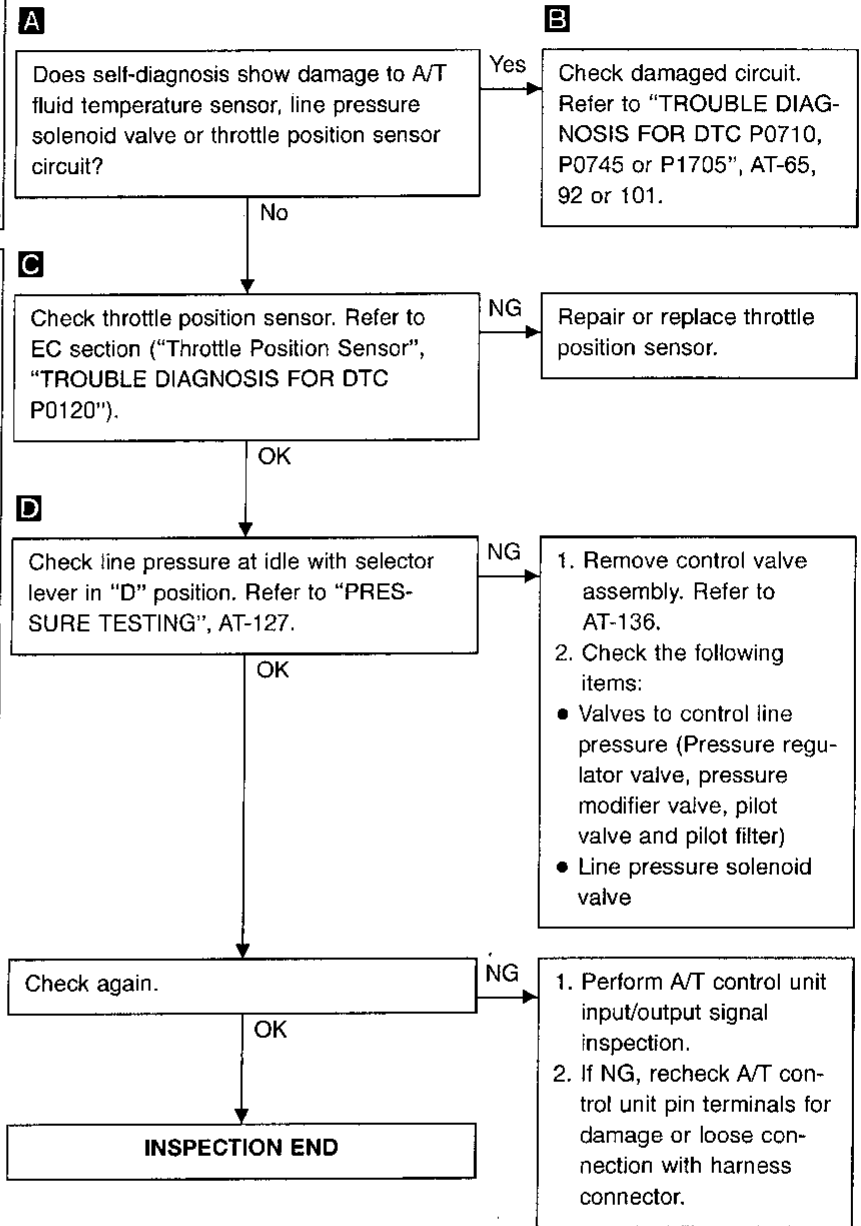 A
Does self-diagnosis show damage to A/T
fluid temperature sensor, line pressure
solenoid valve or throttle position sensor
circuit?
Yes
B
Check damaged circuit.
Refer to “TROUBLE DIAG-
NOSIS FOR DTC P0710,
P0745 or P1705”, AT-65,
92 or 101.
No
C
Check throttle position sensor. Refer to
EC section (“Throttle Position Sensor”,
“TROUBLE DIAGNOSIS FOR DTC
P0120”).
NG
Repair or replace throttle
position sensor.
OK
D
Check line pressure at idle with selector
lever in “D” position. Refer to “PRES-
SURE TESTING”, AT-127.
NG
1. Remove control valve
assembly. Refer to
AT-136.
2. Check the following
items:
● Valves to control line
pressure (Pressure regu-
lator valve, pressure
modifier valve, pilot
valve and pilot filter)
● Line pressure solenoid
valve
OK
Check again.
NG
1. Perform A/T control unit
input/output signal
inspection.
2. If NG, recheck A/T con-
trol unit pin terminals for
damage or loose con-
nection with harness
connector.
OK
INSPECTION END